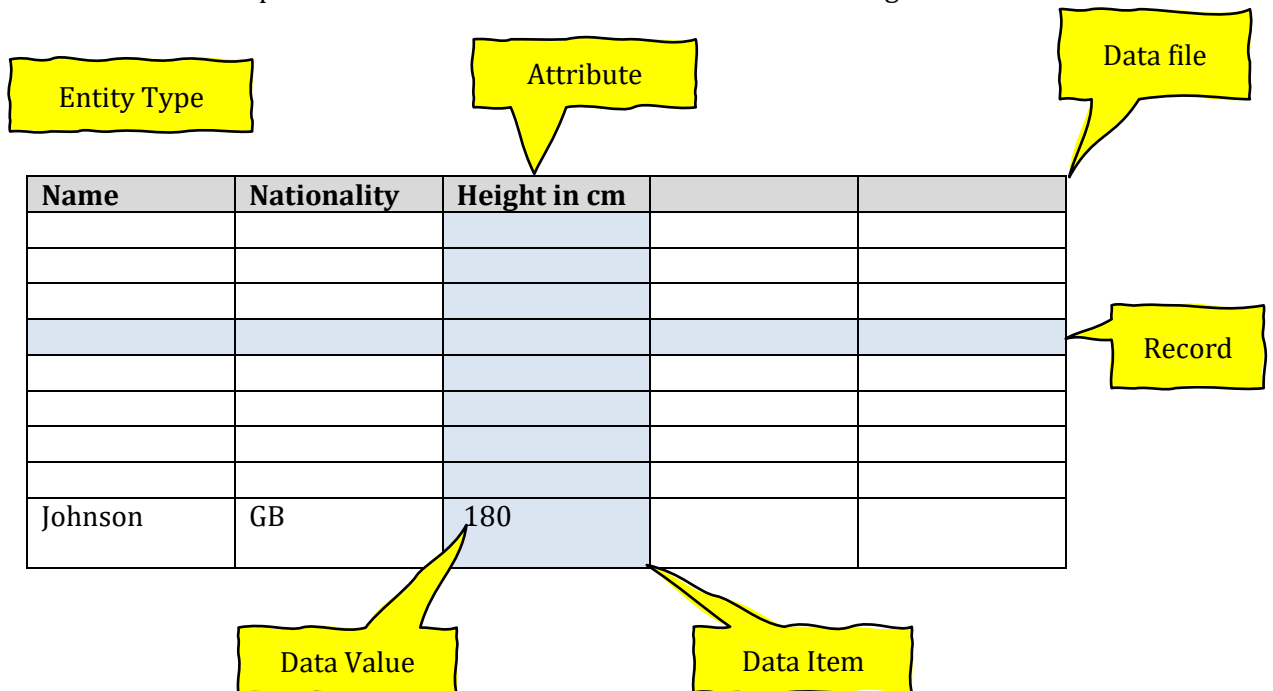 Data file
Attribute
Entity Type
Name Nationality Height in cm
Record
Johnson GB 180
Data Value Data Item